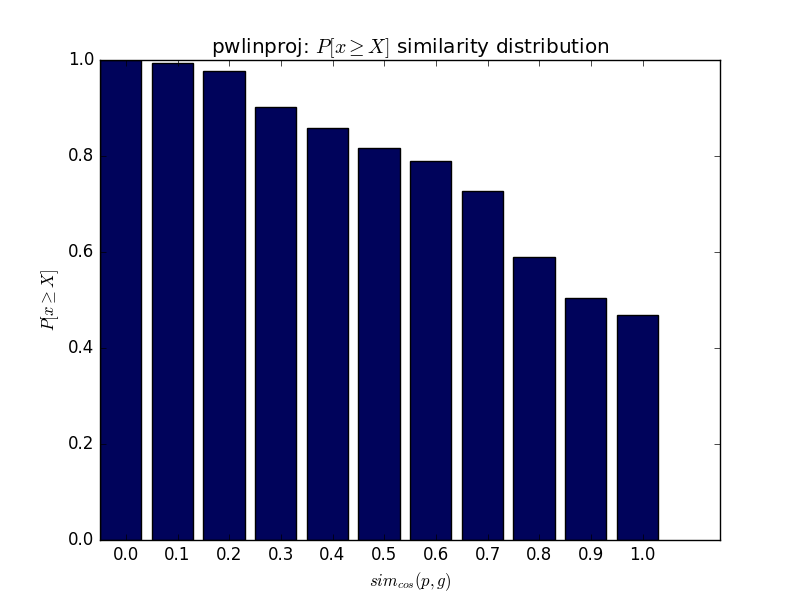 pwlinproj: P[x ≥ X] similarity distribution
1.0
0.8
0.6
0.4
0.2
0.0
P[x ≥ X]
0.0 0.1 0.2 0.3 0.4 0.5 0.6 0.7 0.8 0.9 1.0
sim_cos(p, g)